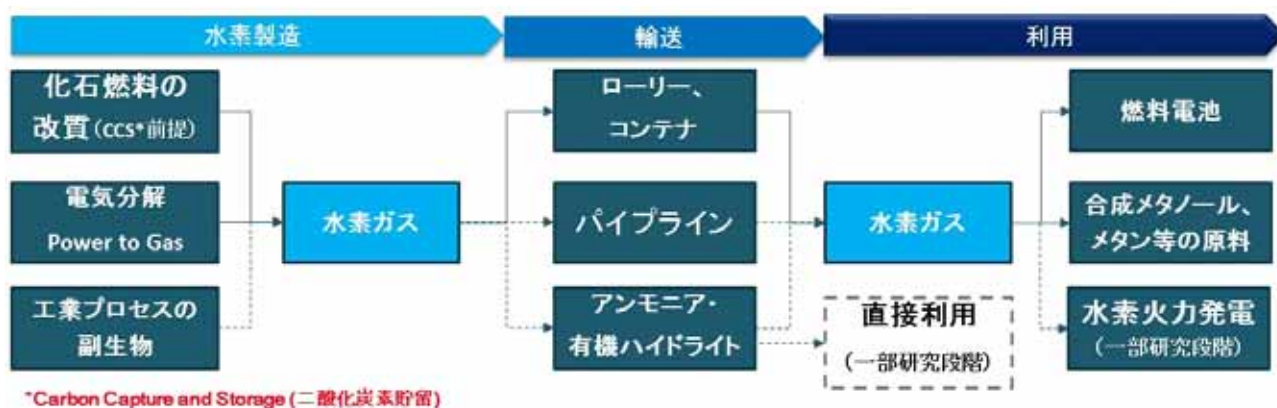 水素製造
輸送
利用
化石燃料の
改質(CCS*前提)
電気分解
Power to Gas
工業プロセスの
副生物
水素ガス
ローリー、
コンテナ
パイプライン
アンモニア・
有機ハイドライト
水素ガス
直接利用
(一部研究段階)
燃料電池
合成メタノール、
メタン等の原料
水素火力発電
(一部研究段階)
*Carbon Capture and Storage (二酸化炭素貯留)